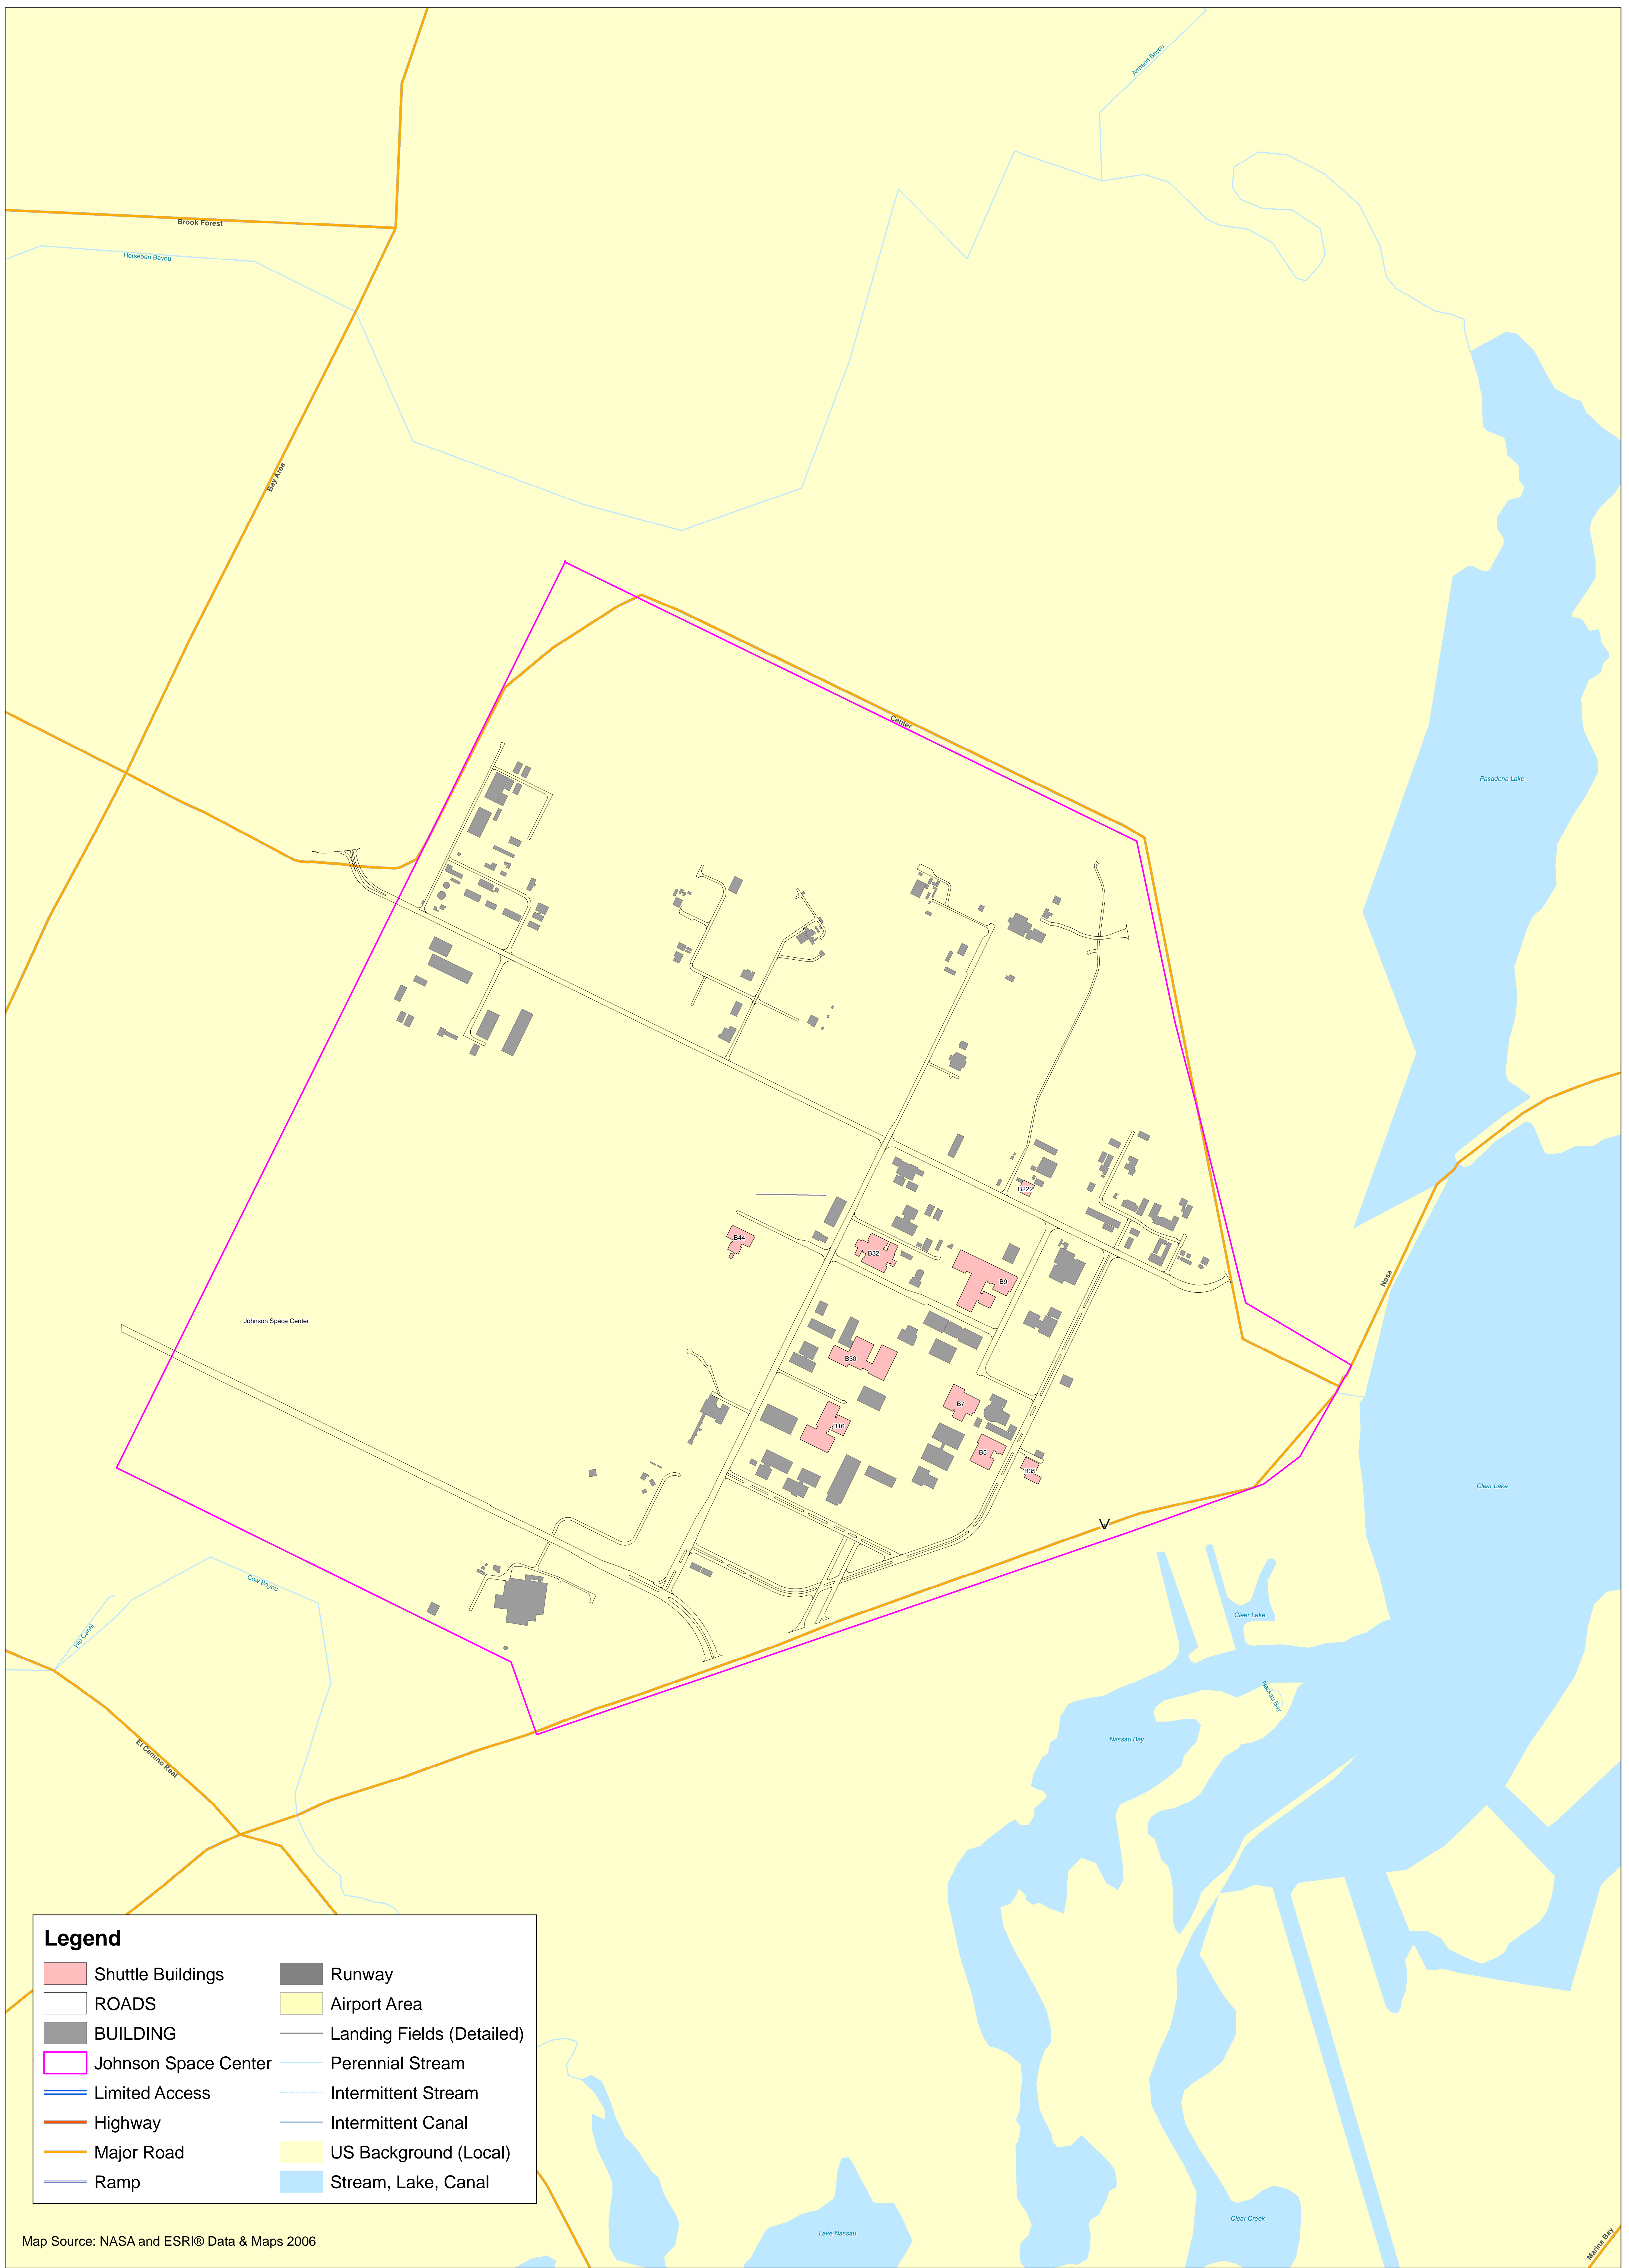 Armand Bayou
Brook Forest
Horsepen Bayou
Bay Area
Center
Pasadena Lake
B222
B44
B32
B9
Nasa
Johnson Space Center
B30
B7
B16
B5
B35
Clear Lake
V
Cow Bayou
Hip Canal
Clear Lake
Nassau Bay
Nassau Bay
El Camino Real
Legend
Shuttle Buildings
ROADS
BUILDING
Johnson Space Center
Limited Access
Highway
Major Road
Ramp
Runway
Airport Area
Landing Fields (Detailed)
Perennial Stream
Intermittent Stream
Intermittent Canal
US Background (Local)
Stream, Lake, Canal
Clear Creek
Lake Nassau
Marina Bay
Map Source: NASA and ESRI® Data & Maps 2006